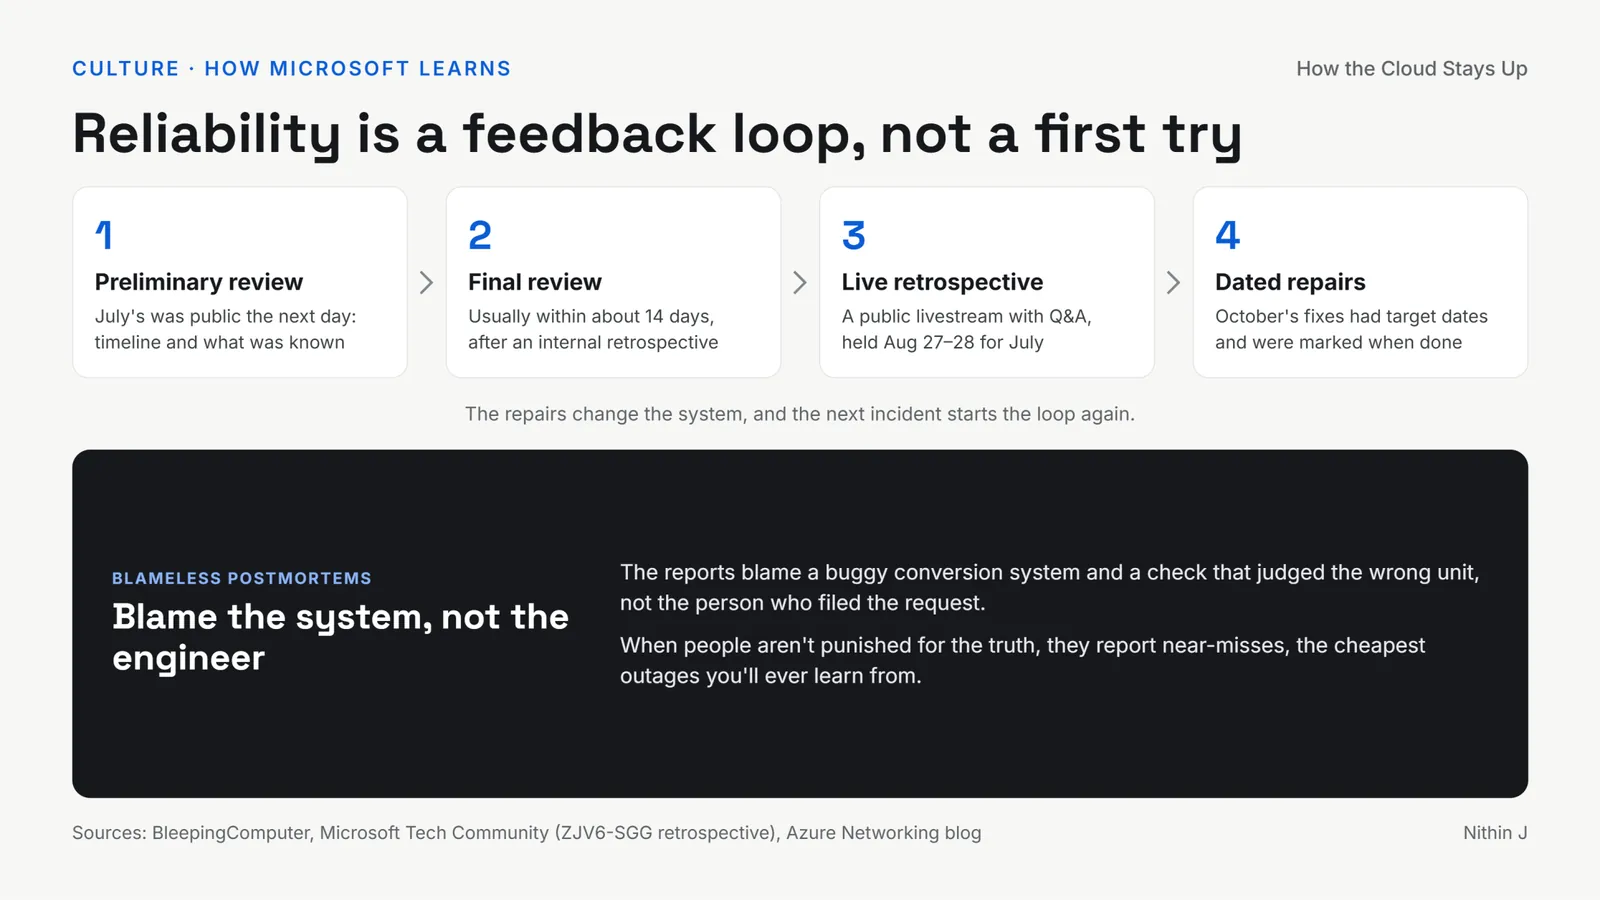 CULTURE · HOW MICROSOFT LEARNS
How the Cloud Stays Up
Reliability is a feedback loop, not a first try
1
Preliminary review
July's was public the next day:
timeline and what was known
2
Final review
Usually within about 14 days,
after an internal retrospective
3
Live retrospective
A public livestream with Q&A,
held Aug 27–28 for July
4
Dated repairs
October's fixes had target dates
and were marked when done
The repairs change the system, and the next incident starts the loop again.
BLAMELESS POSTMORTEMS
Blame the system, not the
engineer
The reports blame a buggy conversion system and a check that judged the wrong unit,
not the person who filed the request.
When people aren't punished for the truth, they report near-misses, the cheapest
outages you'll ever learn from.
Sources: BleepingComputer, Microsoft Tech Community (ZJV6-SGG retrospective), Azure Networking blog
Nithin J